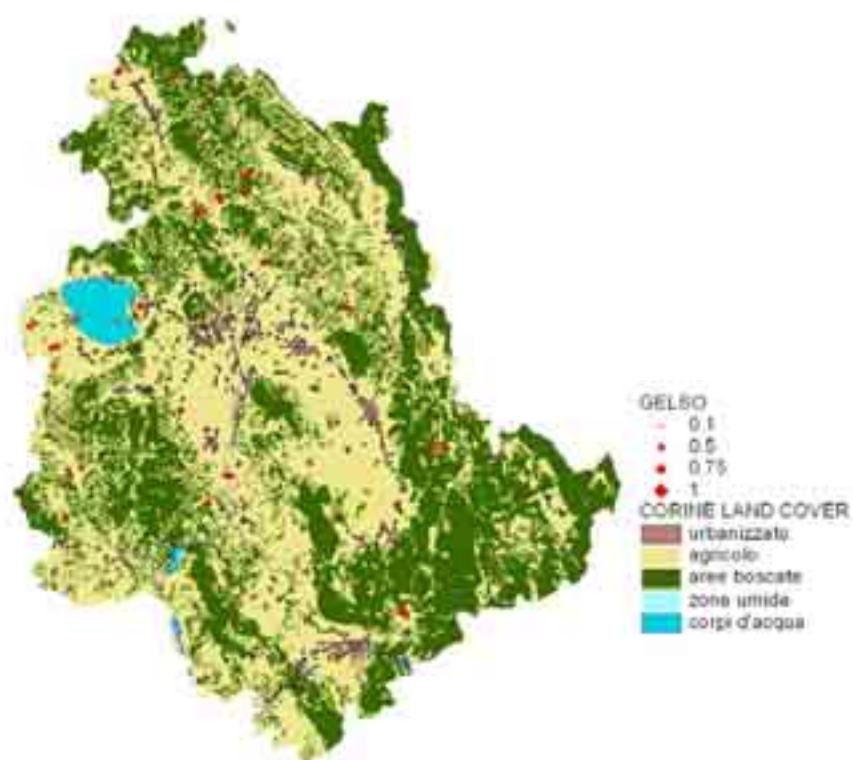 GELSO
0.1
0.5
0.75
1
CORINE LAND COVER
urbanizzato
agricolo
aree boscate
zone umide
corpi d'acqua